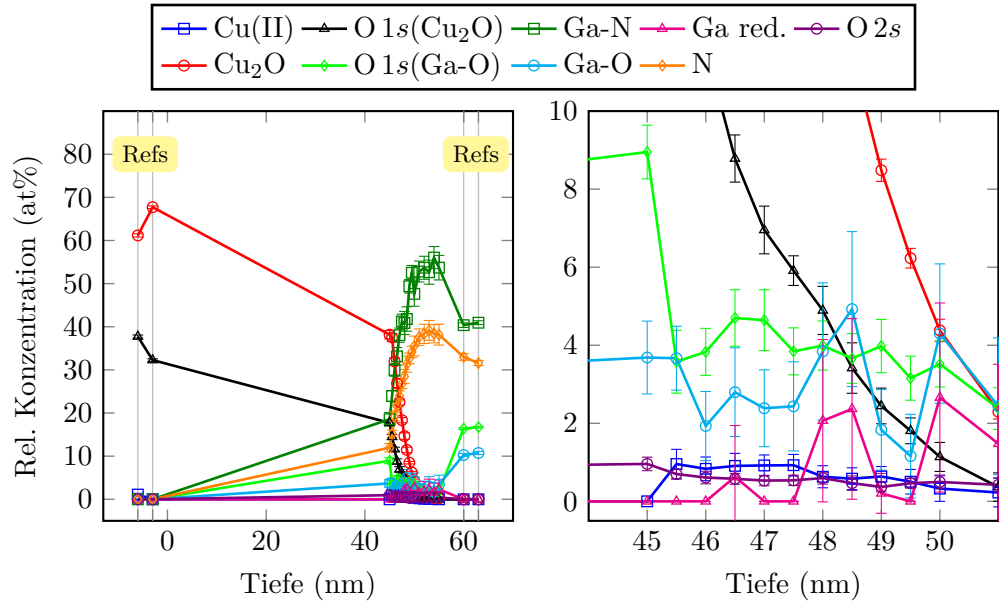 Cu(II) O 1s(Cu₂O) Ga-N Ga red. O 2s
Cu₂O O 1s(Ga-O) Ga-O N
Rel. Konzentration (at%)
80
70
60
50
40
30
20
10
0
Refs Refs
0 20 40 60
Tiefe (nm)
10
8
6
4
2
0
45 46 47 48 49 50
Tiefe (nm)